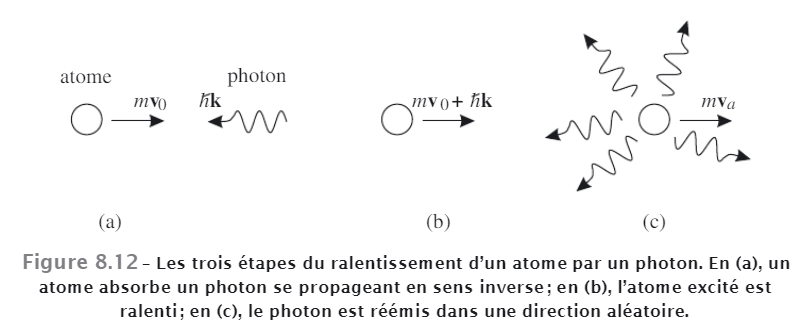 atome photon
mv₀ ħk mv₀ + ħk mvₐ
(a) (b) (c)
Figure 8.12 – Les trois étapes du ralentissement d'un atome par un photon. En (a), un
atome absorbe un photon se propageant en sens inverse; en (b), l'atome excité est
ralenti; en (c), le photon est réémis dans une direction aléatoire.